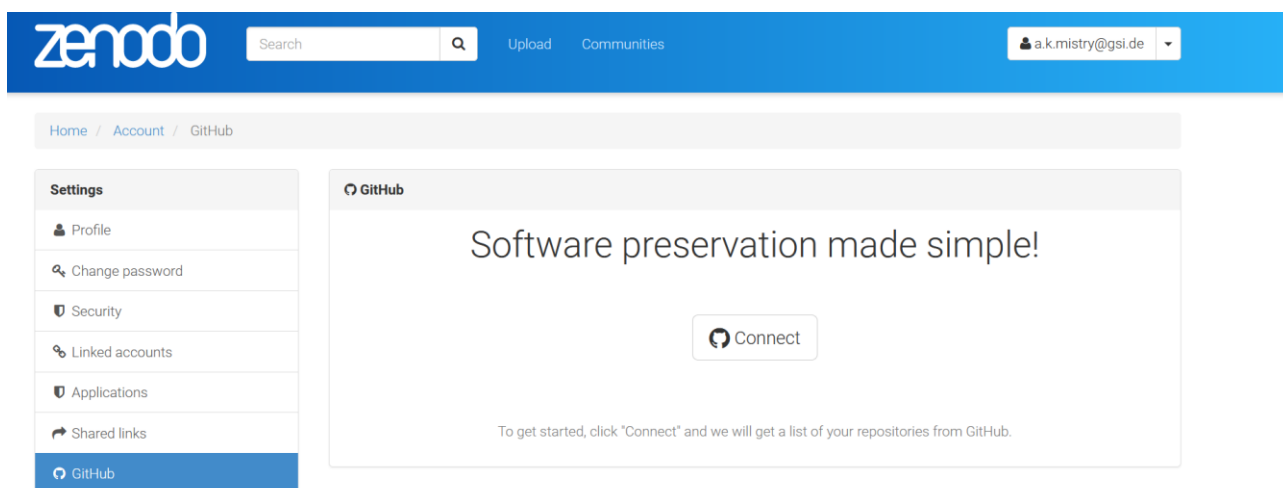 zenodo
Search
Upload Communities
a.k.mistry@gsi.de
Home / Account / GitHub
Settings
Profile
Change password
Security
Linked accounts
Applications
Shared links
GitHub
GitHub
Software preservation made simple!
Connect
To get started, click "Connect" and we will get a list of your repositories from GitHub.